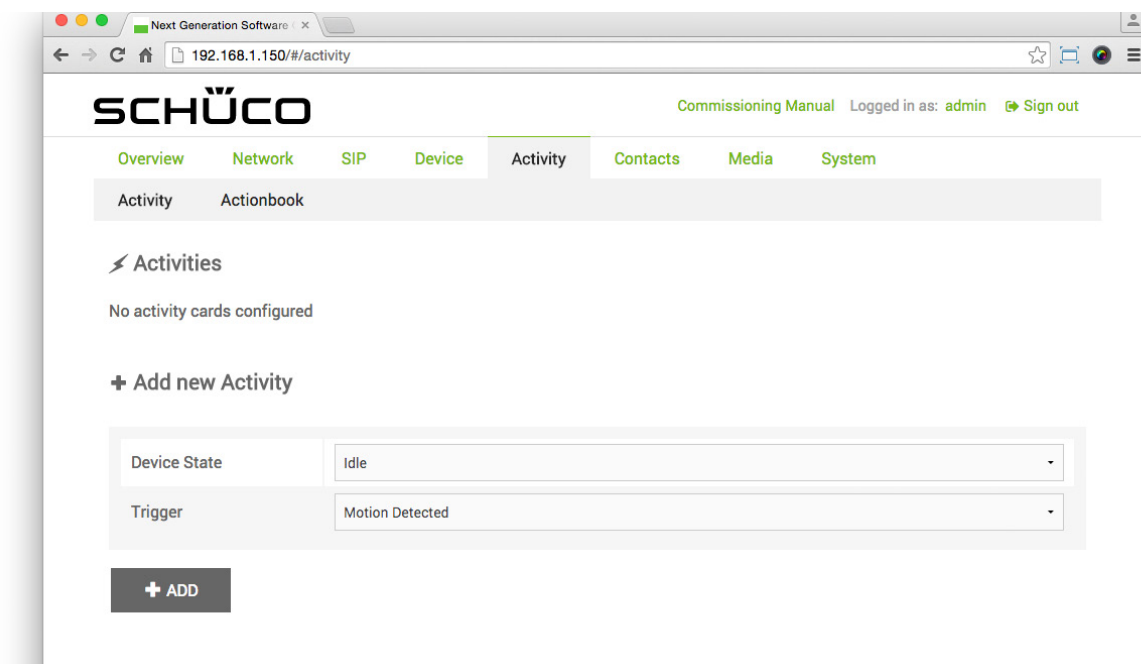 Next Generation Software
192.168.1.150/#/activity
SCHÜCO
Commissioning Manual Logged in as: admin Sign out
Overview Network SIP Device Activity Contacts Media System
Activity Actionbook
Activities
No activity cards configured
Add new Activity
Device State Idle
Trigger Motion Detected
ADD